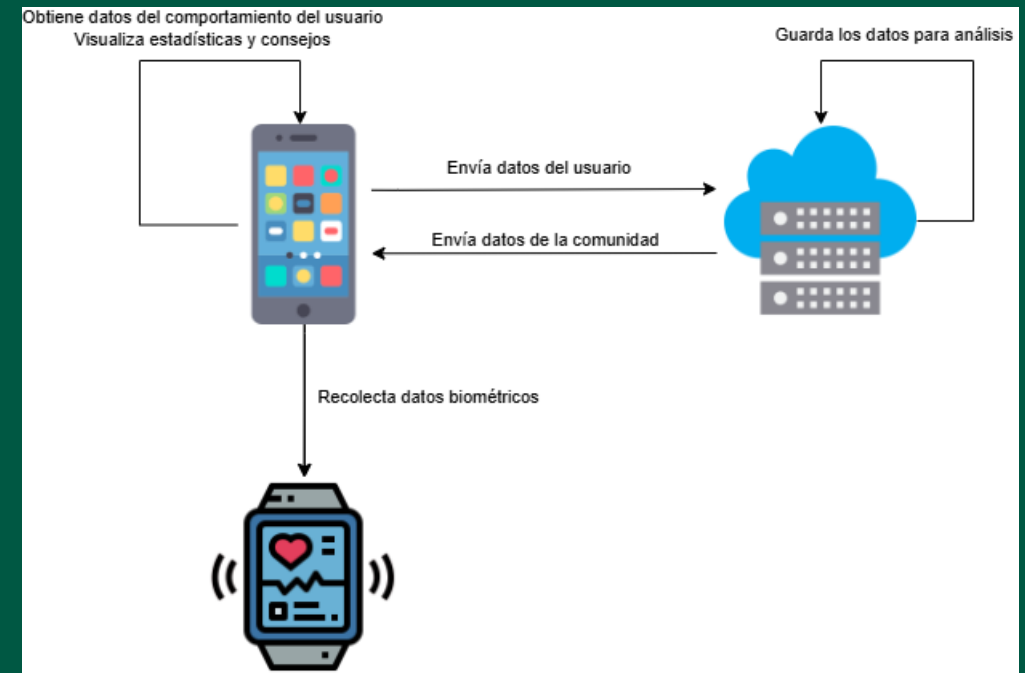 Obtiene datos del comportamiento del usuario
Visualiza estadísticas y consejos
Guarda los datos para análisis
Envía datos del usuario
Envía datos de la comunidad
Recolecta datos biométricos